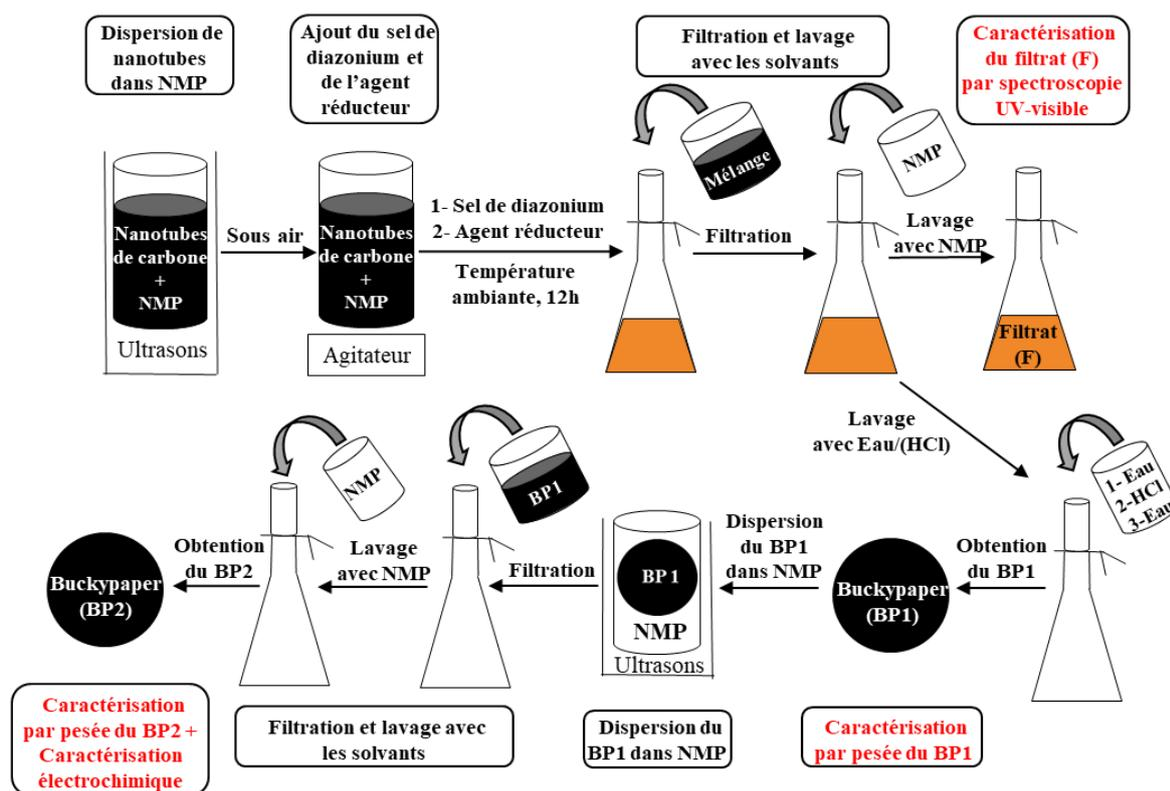 Dispersion de
nanotubes
dans NMP
Ajout du sel de
diazonium et
de l'agent
réducteur
Filtration et lavage
avec les solvants
Caractérisation
du filtrat (F)
par spectroscopie
UV-visible
Nanotubes
de carbone
+
NMP
Ultrasons
Sous air
Nanotubes
de carbone
+
NMP
Agitateur
1- Sel de diazonium
2- Agent réducteur
Température
ambiante, 12h
Mélange
Filtration
NMP
Lavage
avec NMP
Filtrat
(F)
Lavage
avec Eau/(HCl)
1- Eau
2-HCl
3-Eau
Obtention
du BP1
Buckypaper
(BP1)
Dispersion
du BP1
dans NMP
BP 1
NMP
Ultrasons
Filtration
BP1
Lavage
avec NMP
NMP
Obtention
du BP2
Buckypaper
(BP2)
Caractérisation
par pesée du BP2 +
Caractérisation
électrochimique
Filtration et lavage avec
les solvants
Dispersion du
BP1 dans NMP
Caractérisation
par pesée du BP1